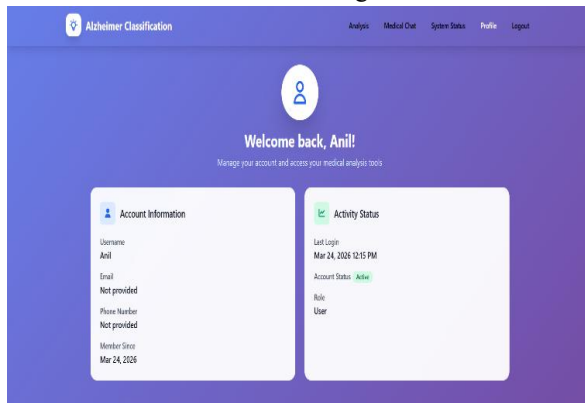 Alzheimer Classification
Analysis Medical Chat System Status Profile Logout
Welcome back, Anil!
Manage your account and access your medical analysis tools
Account Information
Username
Anil
Email
Not provided
Phone Number
Not provided
Member Since
Mar 24, 2026
Activity Status
Last Login
Mar 24, 2026 12:15 PM
Account Status Active
Role
User